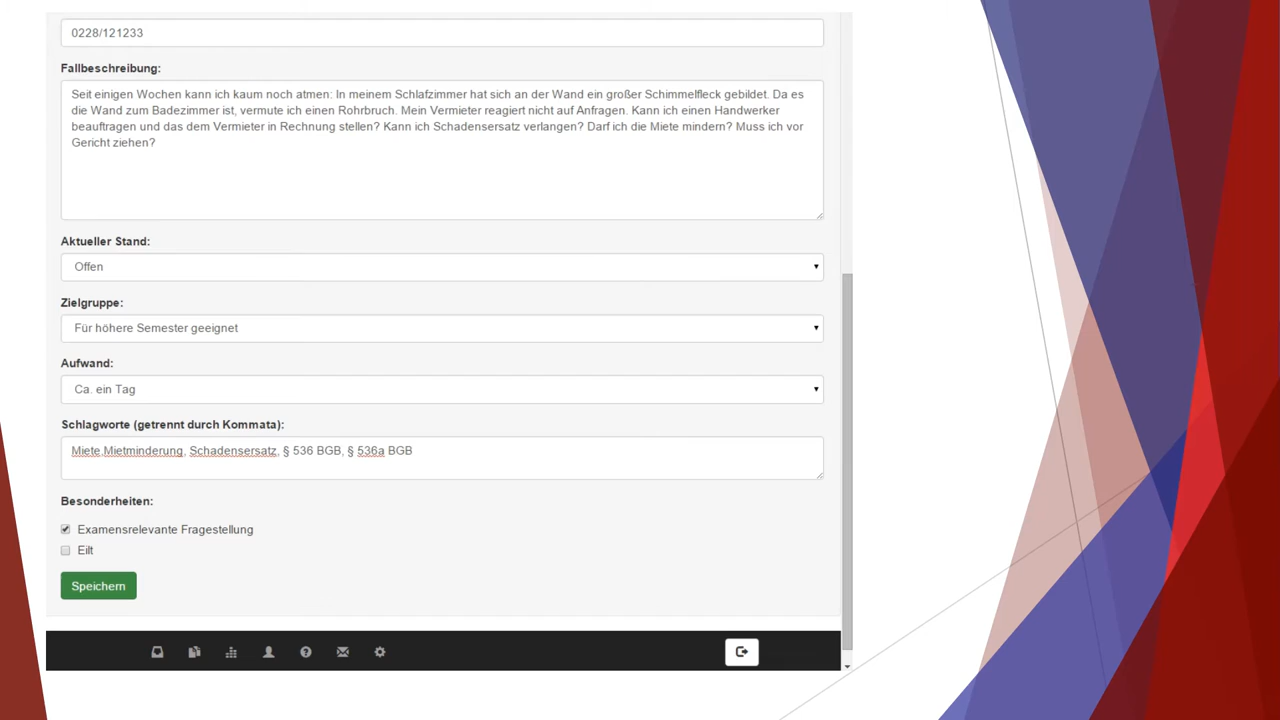 0228/121233
Fallbeschreibung:
Seit einigen Wochen kann ich kaum noch atmen: In meinem Schlafzimmer hat sich an der Wand ein großer Schimmelfleck gebildet. Da es
die Wand zum Badezimmer ist, vermute ich einen Rohrbruch. Mein Vermieter reagiert nicht auf Anfragen. Kann ich einen Handwerker
beauftragen und das dem Vermieter in Rechnung stellen? Kann ich Schadensersatz verlangen? Darf ich die Miete mindern? Muss ich vor
Gericht ziehen?
Aktueller Stand:
Offen
Zielgruppe:
Für höhere Semester geeignet
Aufwand:
Ca. ein Tag
Schlagworte (getrennt durch Kommata):
Miete,Mietminderung, Schadensersatz, § 536 BGB, § 536a BGB
Besonderheiten:
Examensrelevante Fragestellung
Eilt
Speichern